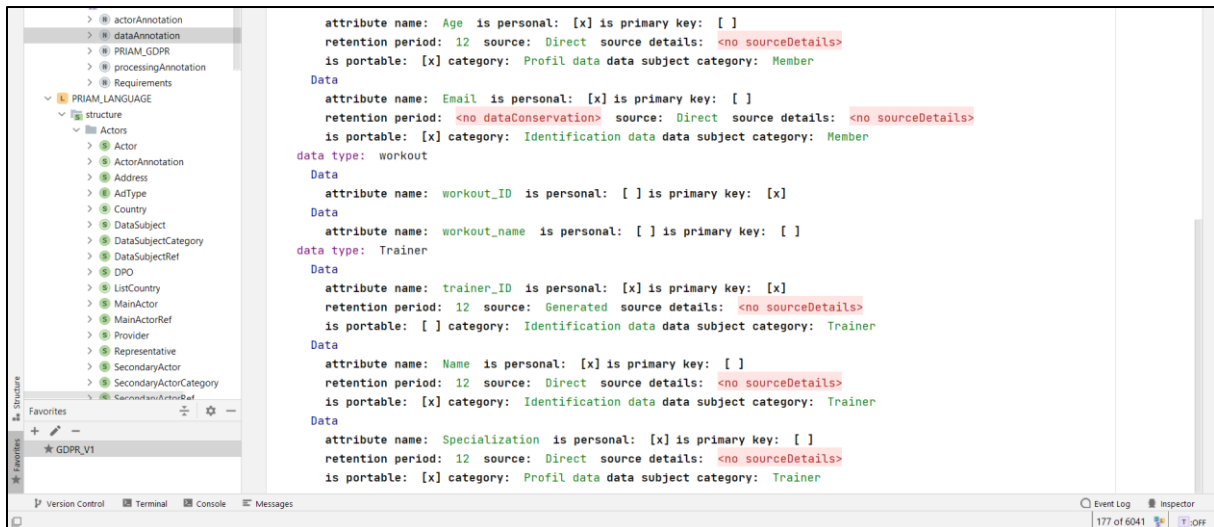 actorAnnotation
dataAnnotation
PRIAM_GDPR
processingAnnotation
Requirements
PRIAM_LANGUAGE
structure
Actors
Actor
ActorAnnotation
Address
AdType
Country
DataSubject
DataSubjectCategory
DataSubjectRef
DPO
ListCountry
MainActor
MainActorRef
Provider
Representative
SecondaryActor
SecondaryActorCategory
SecondaryActorRef
Structure
Favorites
Favorites
GDPR_V1
attribute name: Age is personal: [x] is primary key: [ ]
retention period: 12 source: Direct source details: <no sourceDetails>
is portable: [x] category: Profil data data subject category: Member
Data
attribute name: Email is personal: [x] is primary key: [ ]
retention period: <no dataConservation> source: Direct source details: <no sourceDetails>
is portable: [x] category: Identification data data subject category: Member
data type: workout
Data
attribute name: workout_ID is personal: [ ] is primary key: [x]
Data
attribute name: workout_name is personal: [ ] is primary key: [ ]
data type: Trainer
Data
attribute name: trainer_ID is personal: [x] is primary key: [x]
retention period: 12 source: Generated source details: <no sourceDetails>
is portable: [ ] category: Identification data data subject category: Trainer
Data
attribute name: Name is personal: [x] is primary key: [ ]
retention period: 12 source: Direct source details: <no sourceDetails>
is portable: [x] category: Identification data data subject category: Trainer
Data
attribute name: Specialization is personal: [x] is primary key: [ ]
retention period: 12 source: Direct source details: <no sourceDetails>
is portable: [x] category: Profil data data subject category: Trainer
Version Control Terminal Console Messages Event Log Inspector
177 of 6041 T :OFF